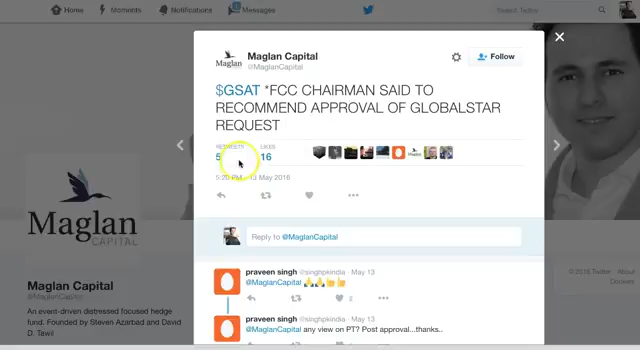 Home
Moments
Notifications
Messages
Search Twitter
Maglan
Maglan Capital
@MaglanCapital
Follow
$GSAT *FCC CHAIRMAN SAID TO
RECOMMEND APPROVAL OF GLOBALSTAR
REQUEST
RETWEETS
LIKES
5
16
5:20 PM - 13 May 2016
Reply to @MaglanCapital
praveen singh @singhpkindia · May 13
@MaglanCapital
praveen singh @singhpkindia · May 13
@MaglanCapital any view on PT? Post approval...thanks..
Maglan
CAPITAL
Maglan Capital
@MaglanCapital
An event-driven distressed focused hedge
fund. Founded by Steven Azarbad and David
D. Tawil
© 2016 Twitter About
Dockers